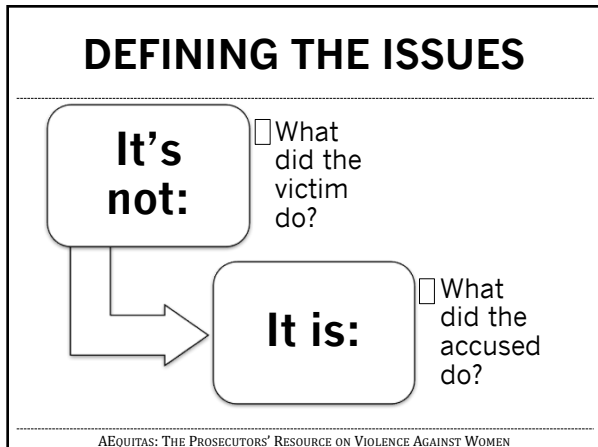 DEFINING THE ISSUES
It's
not:
What
did the
victim
do?
It is:
What
did the
accused
do?
AEQUITAS: THE PROSECUTORS' RESOURCE ON VIOLENCE AGAINST WOMEN